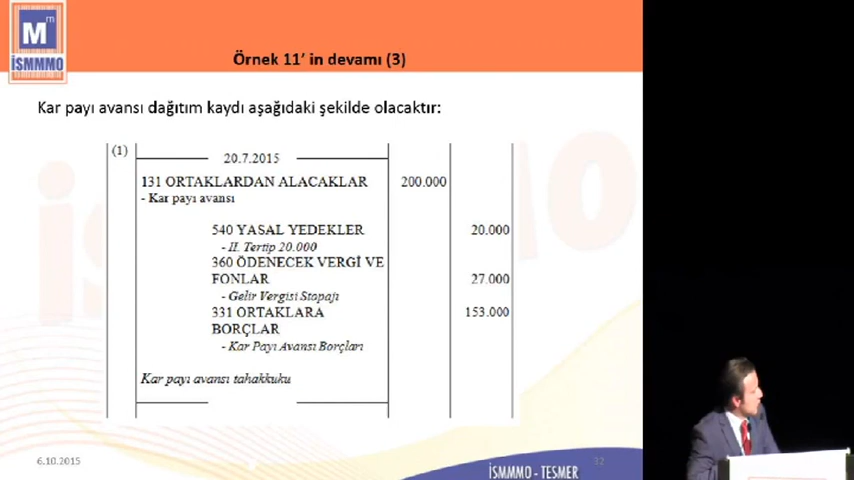 Mm
İSMMMO
Örnek 11' in devamı (3)
Kar payı avansı dağıtım kaydı aşağıdaki şekilde olacaktır:
(1)
20.7.2015
131 ORTAKLARDAN ALACAKLAR 200.000
- Kar payı avansı
540 YASAL YEDEKLER 20.000
- II. Tertip 20.000
360 ÖDENECEK VERGİ VE
FONLAR 27.000
- Gelir Vergisi Stopajı
331 ORTAKLARA 153.000
BORÇLAR
- Kar Payı Avansı Borçları
Kar payı avansı tahakkuku
6.10.2015
İSMMMO - TESMER
32